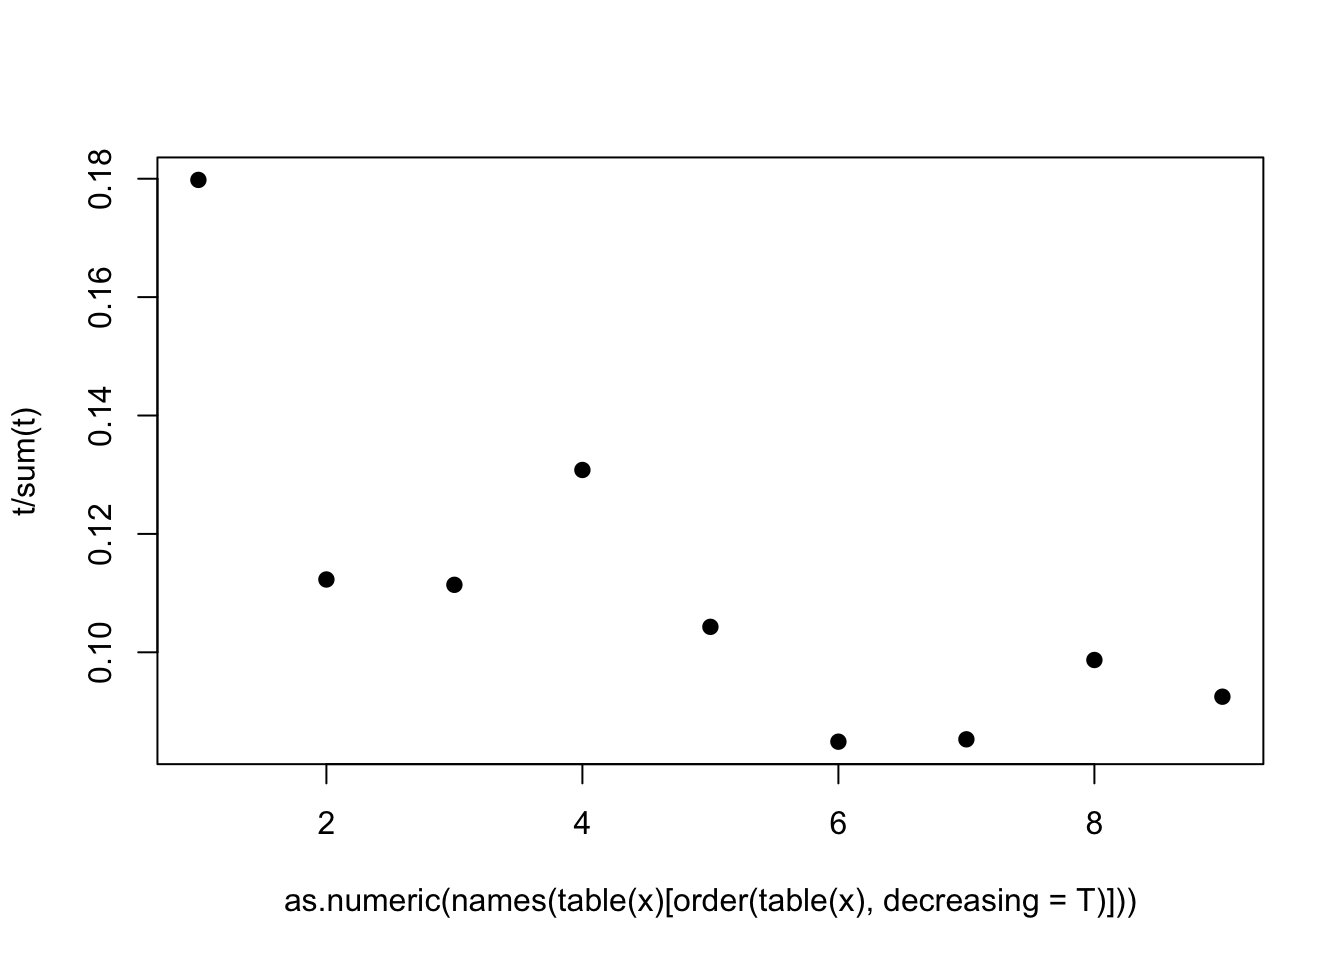 t/sum(t)
0.18
0.16
0.14
0.12
0.10
2 4 6 8
as.numeric(names(table(x)[order(table(x), decreasing = T)]))